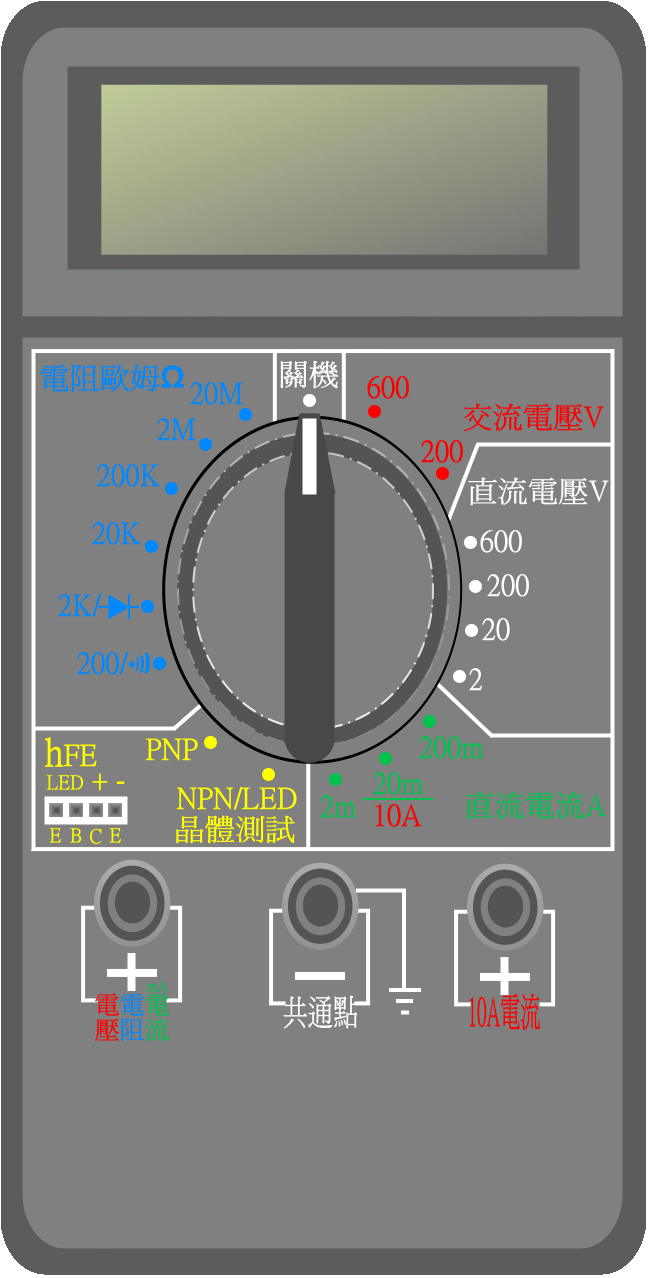 電阻歐姆Ω
20M
2M
200K
20K
2K/
200/
關機
600
200
交流電壓V
直流電壓V
600
200
20
2
200m
20m
10A
2m
直流電流A
hFE
LED + -
E B C E
PNP
NPN/LED
晶體測試
+
電壓
電阻
mA
電流
−
共通點
+
10A電流